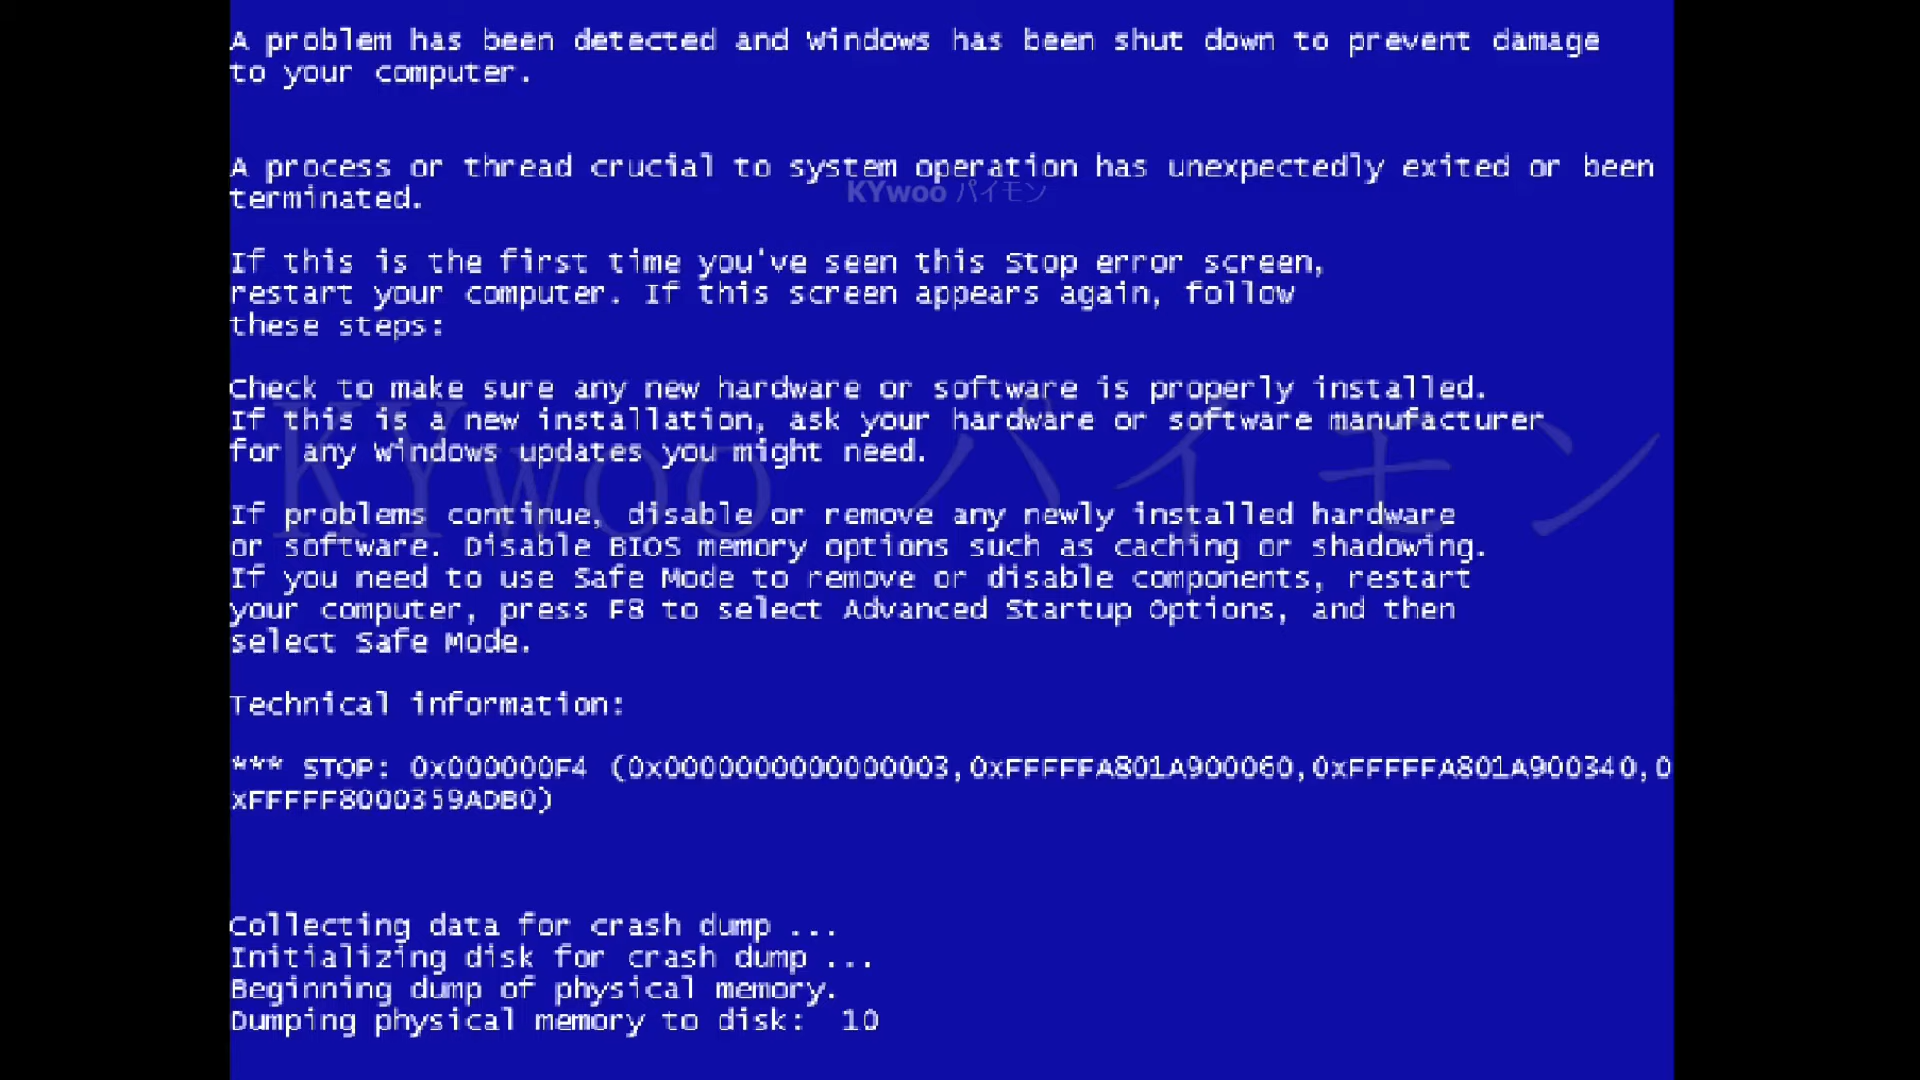 A problem has been detected and Windows has been shut down to prevent damage
to your computer.
A process or thread crucial to system operation has unexpectedly exited or been
terminated.
KYwoo パイモン
If this is the first time you've seen this Stop error screen,
restart your computer. If this screen appears again, follow
these steps:
Check to make sure any new hardware or software is properly installed.
If this is a new installation, ask your hardware or software manufacturer
for any Windows updates you might need.
KYwoo パイモン
If problems continue, disable or remove any newly installed hardware
or software. Disable BIOS memory options such as caching or shadowing.
If you need to use Safe Mode to remove or disable components, restart
your computer, press F8 to select Advanced Startup Options, and then
select Safe Mode.
Technical information:
*** STOP: 0x000000F4 (0x0000000000000003,0xFFFFFA801A900060,0xFFFFFA801A900340,0
xFFFFF8000359ADB0)
Collecting data for crash dump ...
Initializing disk for crash dump ...
Beginning dump of physical memory.
Dumping physical memory to disk:  10